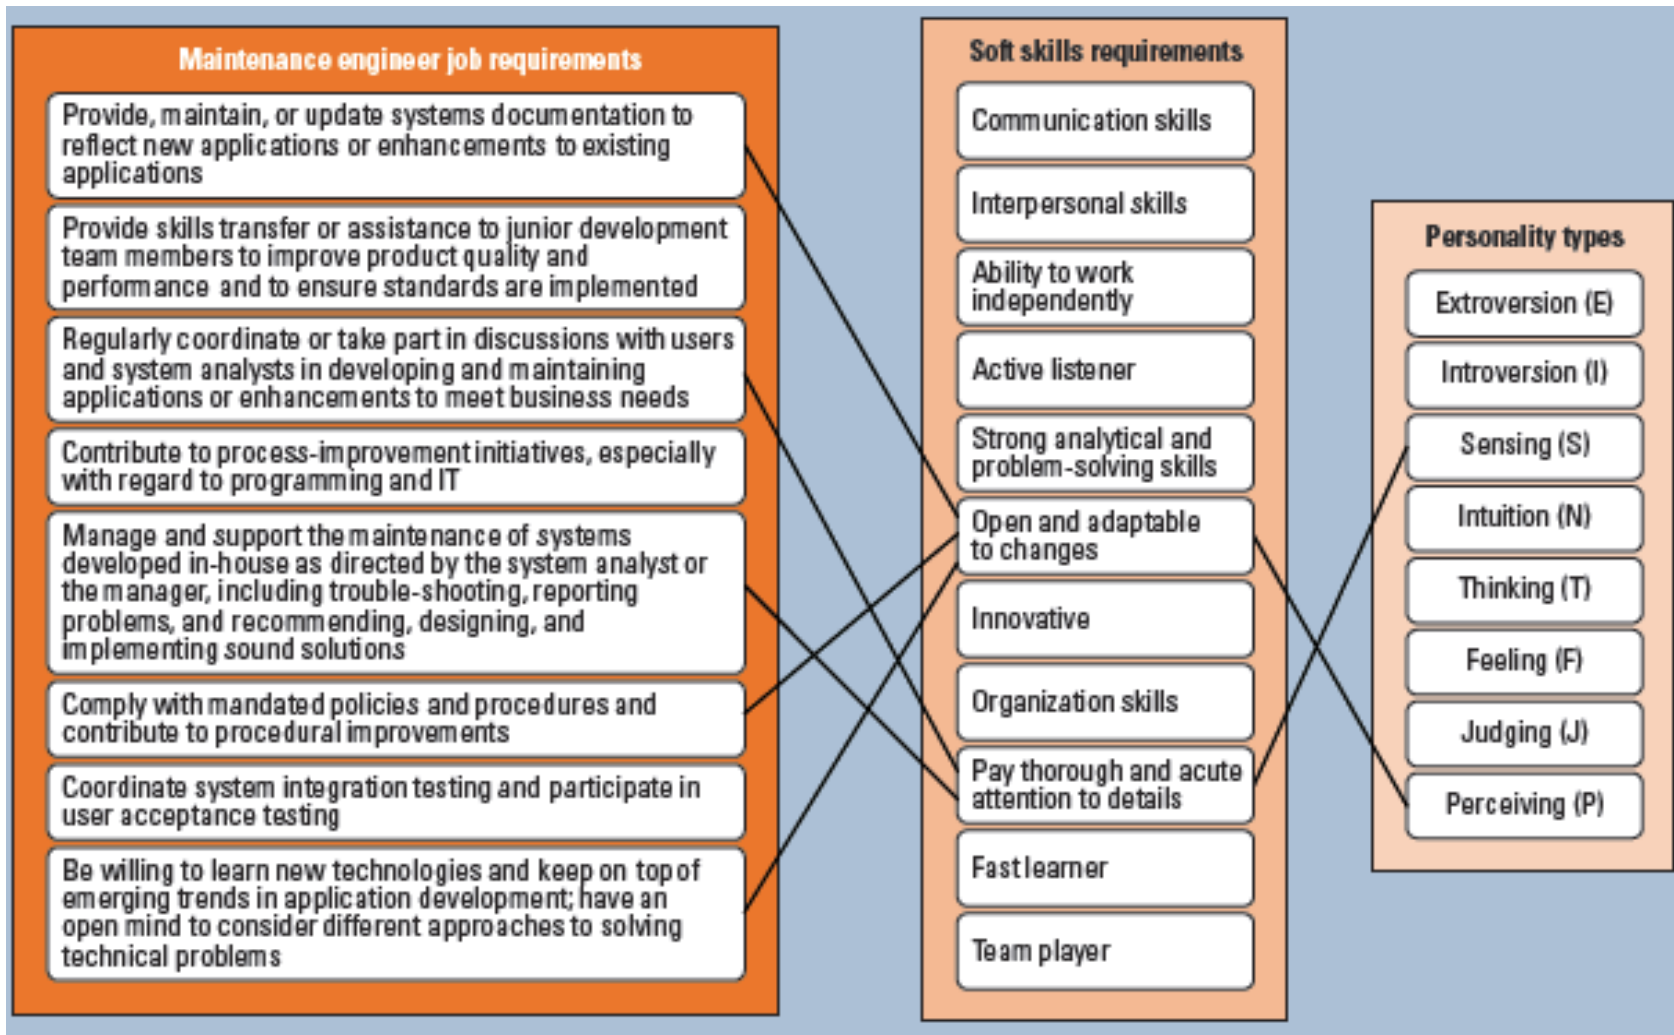 Maintenance engineer job requirements
Provide, maintain, or update systems documentation to
reflect new applications or enhancements to existing
applications
Provide skills transfer or assistance to junior development
team members to improve product quality and
performance and to ensure standards are implemented
Regularly coordinate or take part in discussions with users
and system analysts in developing and maintaining
applications or enhancements to meet business needs
Contribute to process-improvement initiatives, especially
with regard to programming and IT
Manage and support the maintenance of systems
developed in-house as directed by the system analyst or
the manager, including trouble-shooting, reporting
problems, and recommending, designing, and
implementing sound solutions
Comply with mandated policies and procedures and
contribute to procedural improvements
Coordinate system integration testing and participate in
user acceptance testing
Be willing to learn new technologies and keep on top of
emerging trends in application development; have an
open mind to consider different approaches to solving
technical problems
Soft skills requirements
Communication skills
Interpersonal skills
Ability to work
independently
Active listener
Strong analytical and
problem-solving skills
Open and adaptable
to changes
Innovative
Organization skills
Pay thorough and acute
attention to details
Fast learner
Team player
Personality types
Extroversion (E)
Introversion (I)
Sensing (S)
Intuition (N)
Thinking (T)
Feeling (F)
Judging (J)
Perceiving (P)